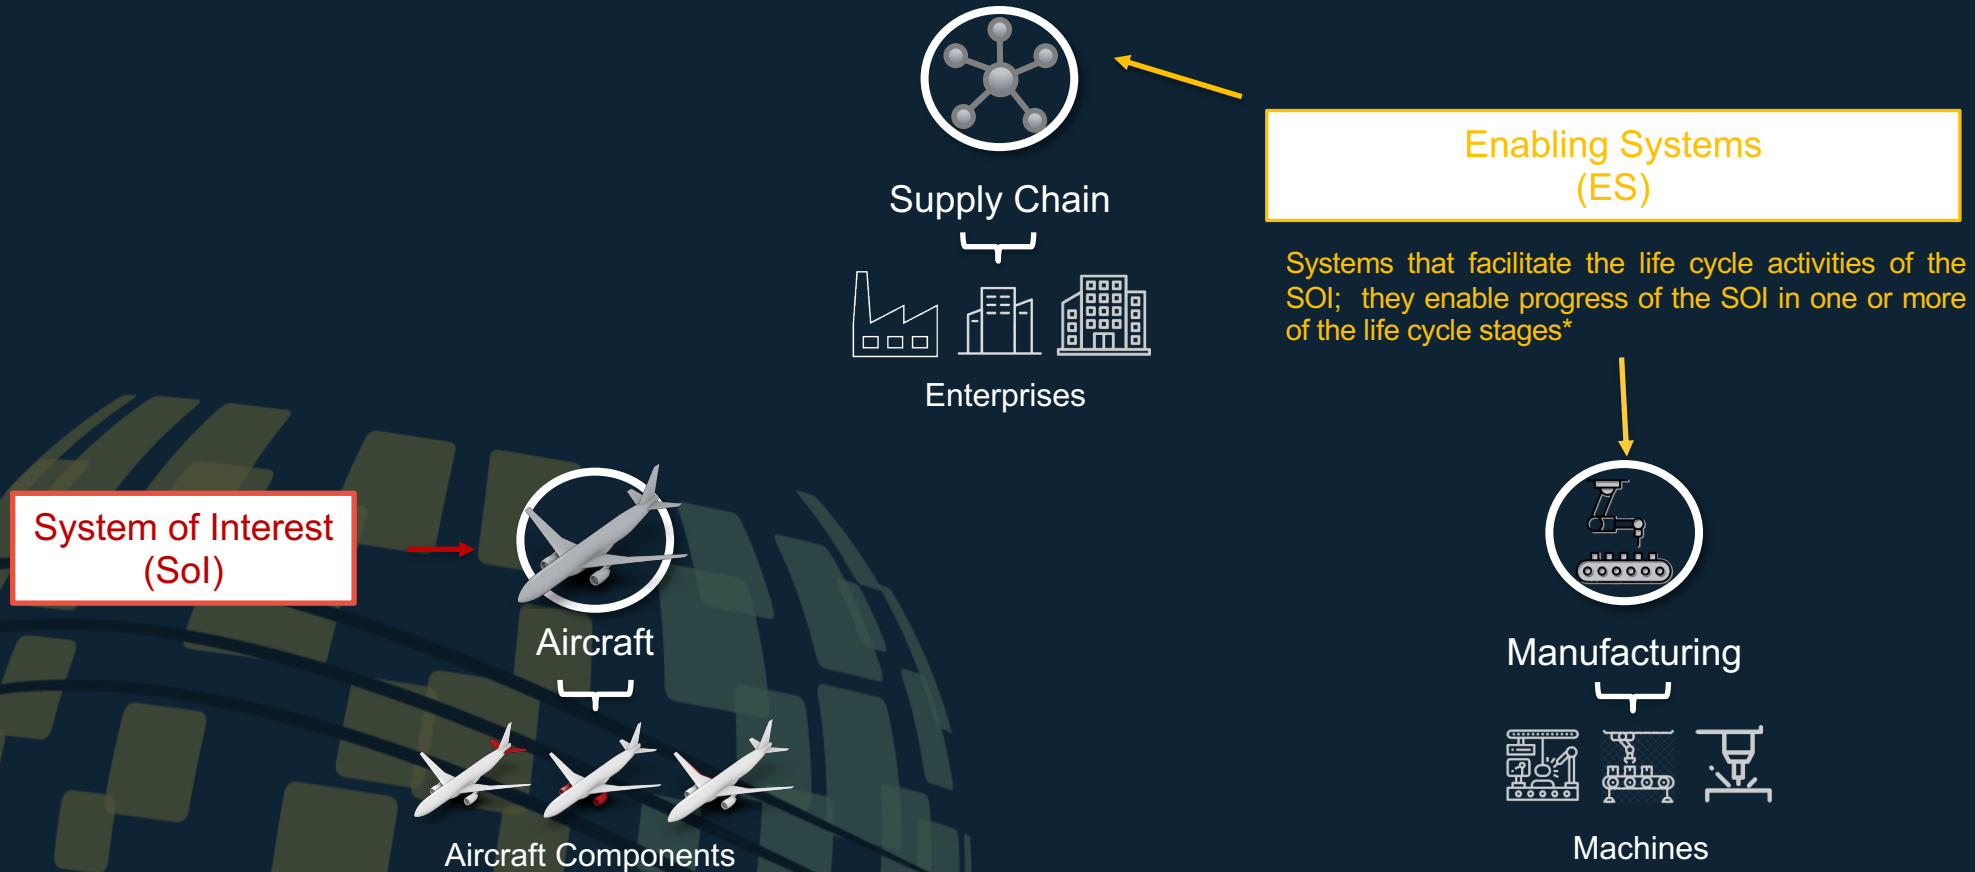 Supply Chain
Enterprises
Enabling Systems
(ES)
Systems that facilitate the life cycle activities of the
SOI; they enable progress of the SOI in one or more
of the life cycle stages*
System of Interest
(SoI)
Aircraft
Aircraft Components
Manufacturing
Machines